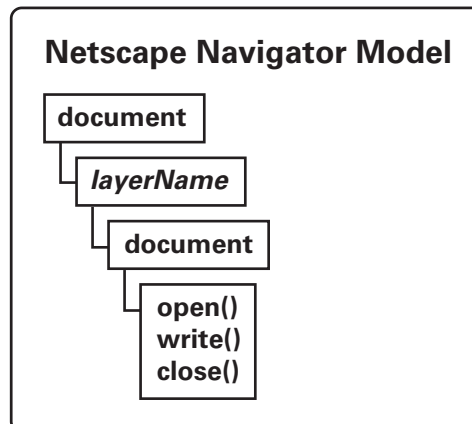 Netscape Navigator Model
document
layerName
document
open()
write()
close()